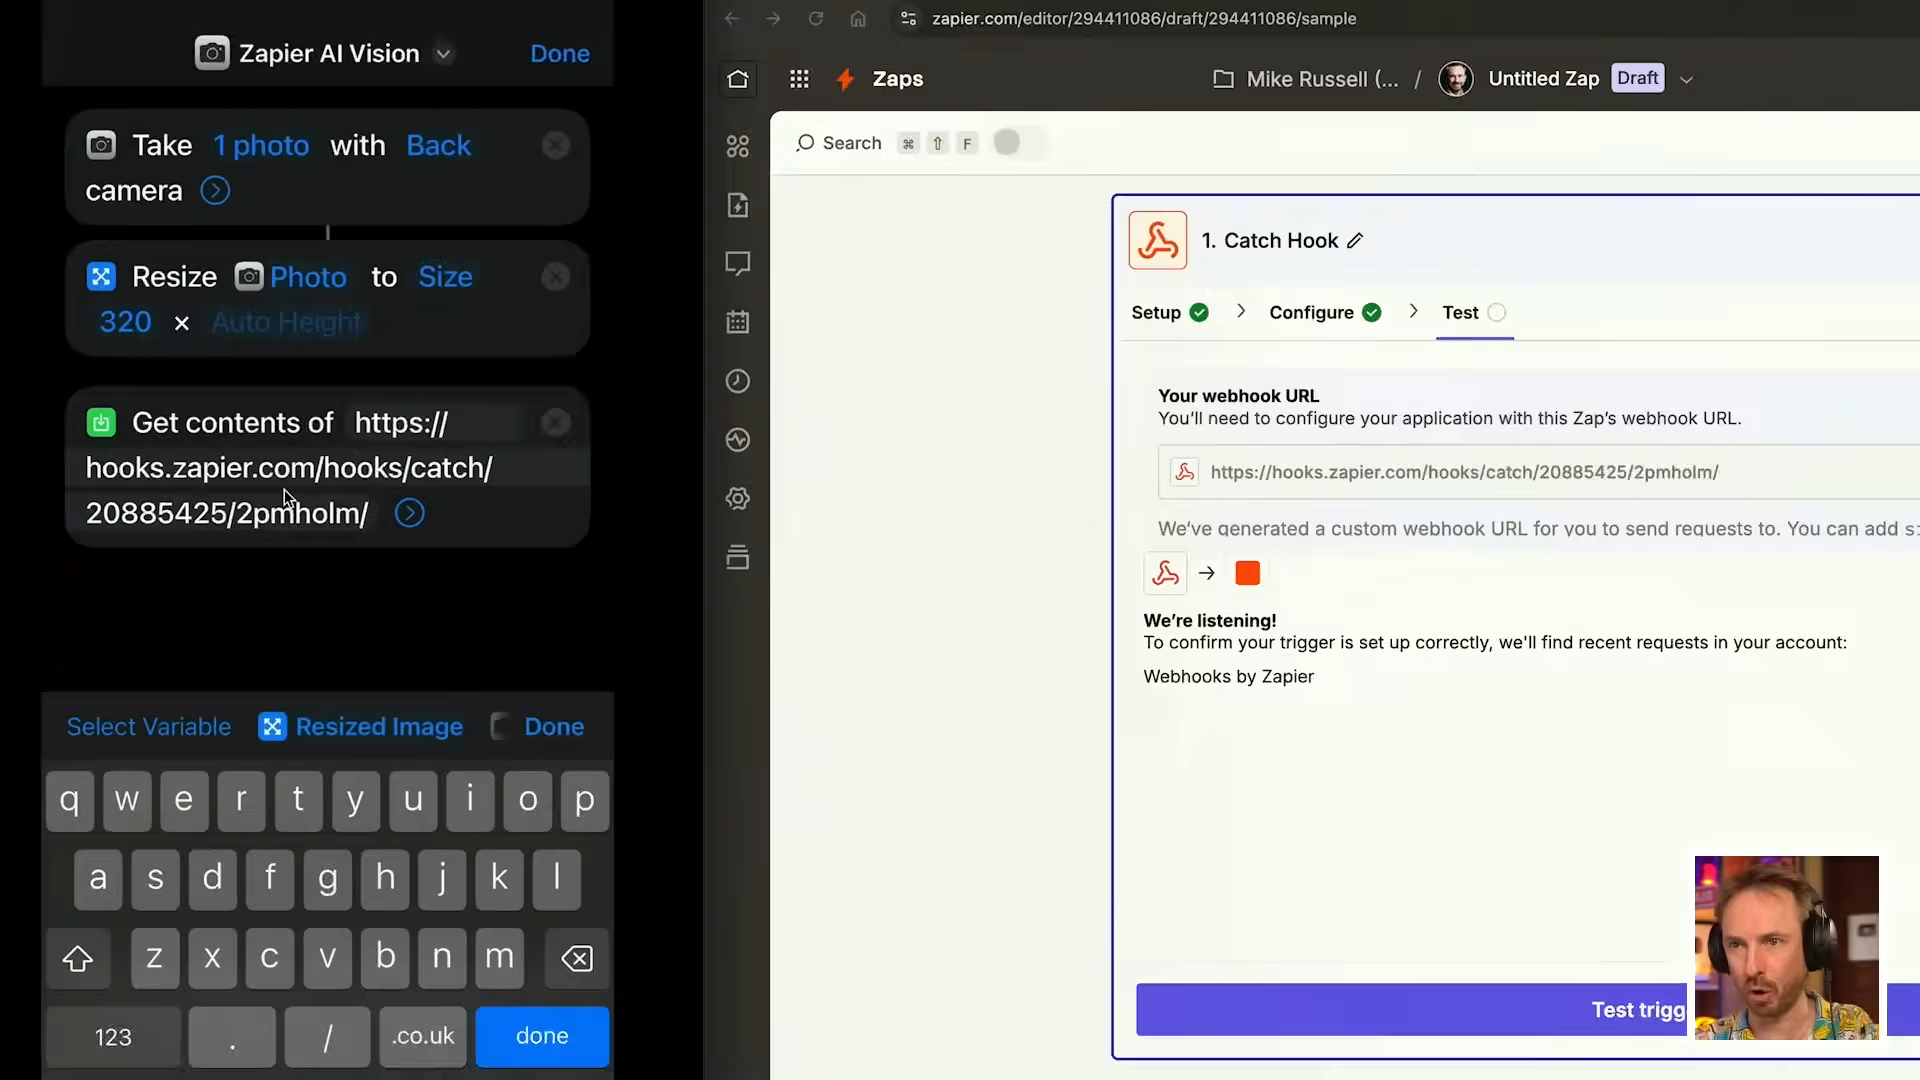 Zapier AI Vision
Done
Take 1 photo with Back
camera
Resize Photo to Size
320 × Auto Height
Get contents of https://
hooks.zapier.com/hooks/catch/
20885425/2pmholm/
Select Variable
Resized Image
Done
q w e r t y u i o p
a s d f g h j k l
z x c v b n m
123 . / .co.uk done
zapier.com/editor/294411086/draft/294411086/sample
Zaps
Mike Russell (... / Untitled Zap Draft
Search ⌘ ⇧ F
1. Catch Hook
Setup > Configure > Test
Your webhook URL
You'll need to configure your application with this Zap's webhook URL.
https://hooks.zapier.com/hooks/catch/20885425/2pmholm/
We've generated a custom webhook URL for you to send requests to. You can add
We're listening!
To confirm your trigger is set up correctly, we'll find recent requests in your account:
Webhooks by Zapier
Test trigg